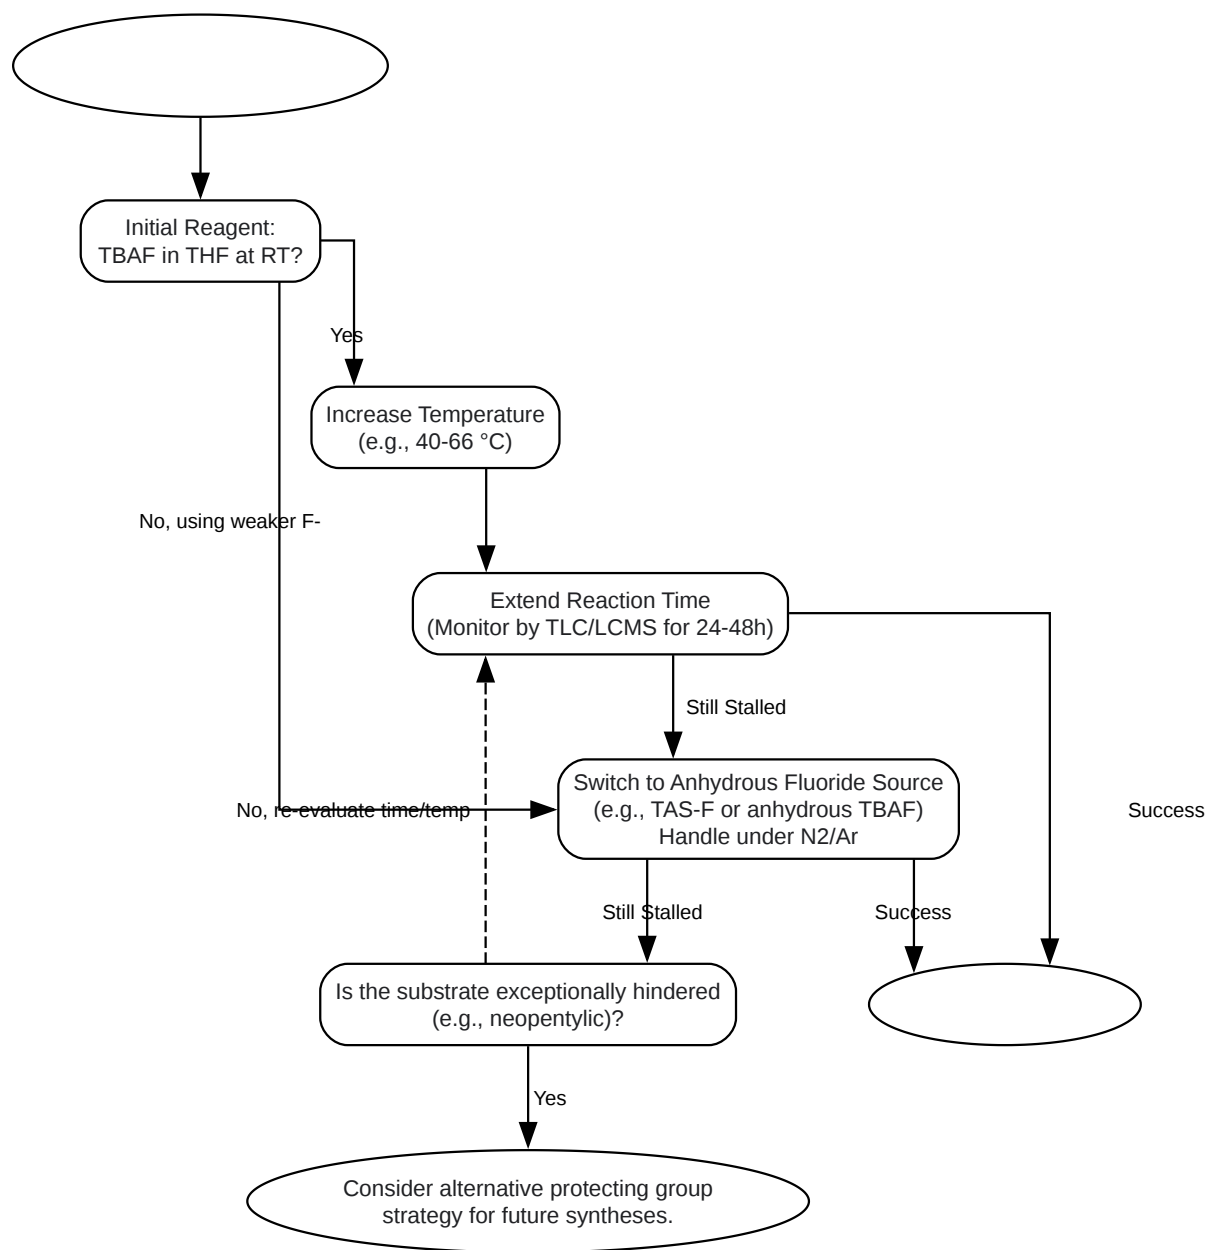 Initial Reagent:
TBAF in THF at RT?
Yes
Increase Temperature
(e.g., 40-66 °C)
No, using weaker F-
Extend Reaction Time
(Monitor by TLC/LCMS for 24-48h)
Still Stalled
Switch to Anhydrous Fluoride Source
(e.g., TAS-F or anhydrous TBAF)
Handle under N2/Ar
No, re-evaluate time/temp
Success
Still Stalled
Success
Is the substrate exceptionally hindered
(e.g., neopentylic)?
Yes
Consider alternative protecting group
strategy for future syntheses.